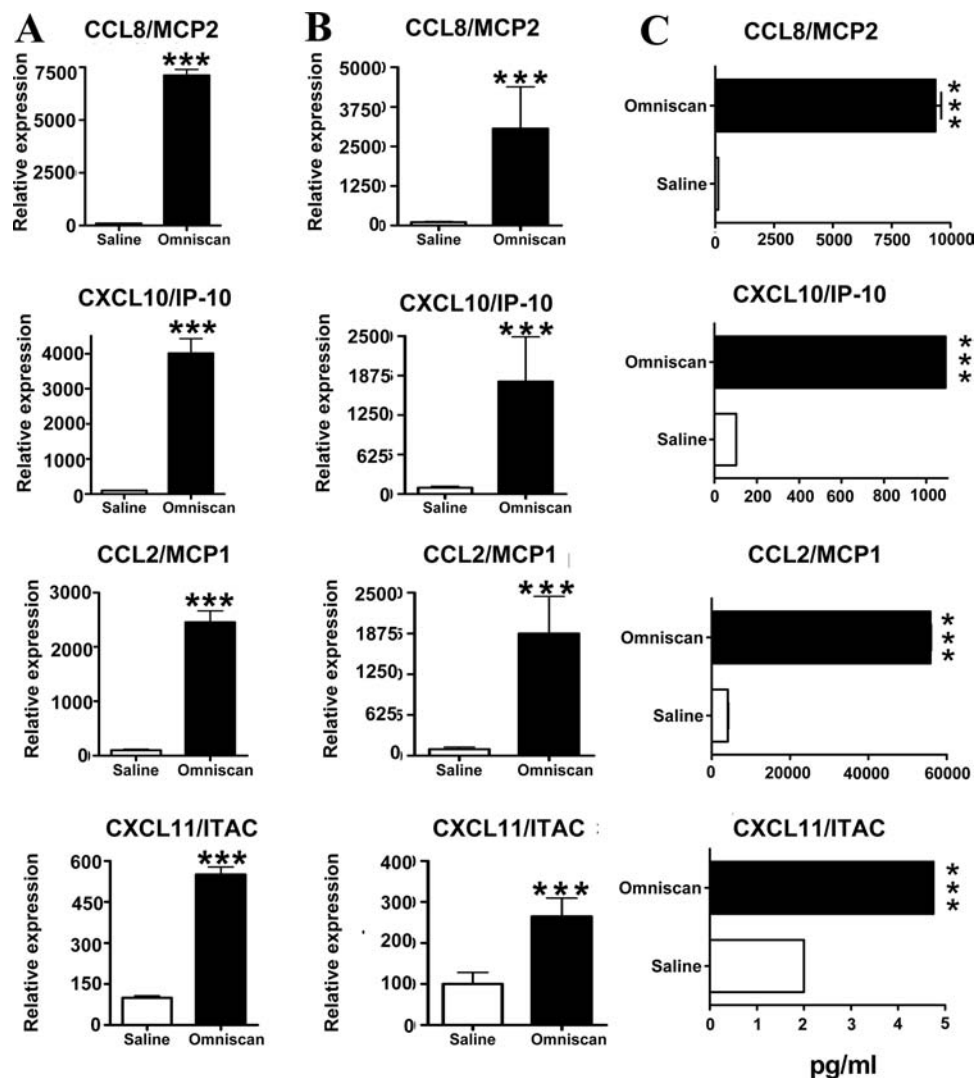 A
B
C
CCL8/MCP2
***
Relative expression
7500
5000
2500
0
Saline
Omniscan
CCL8/MCP2
***
Relative expression
5000
3750
2500
1250
0
Saline
Omniscan
CCL8/MCP2
Omniscan
***
Saline
0
2500
5000
7500
10000
CXCL10/IP-10
***
Relative expression
4000
3000
2000
1000
0
Saline
Omniscan
CXCL10/IP-10
***
Relative expression
2500
1875
1250
625
0
Saline
Omniscan
CXCL10/IP-10
Omniscan
***
Saline
0
200
400
600
800
1000
CCL2/MCP1
***
Relative expression
3000
2000
1000
0
Saline
Omniscan
CCL2/MCP1
***
Relative expression
2500
1875
1250
625
0
Saline
Omniscan
CCL2/MCP1
Omniscan
***
Saline
0
20000
40000
60000
CXCL11/ITAC
***
Relative expression
600
450
300
150
0
Saline
Omniscan
CXCL11/ITAC
***
Relative expression
400
300
200
100
0
Saline
Omniscan
CXCL11/ITAC
Omniscan
***
Saline
0
1
2
3
4
5
pg/ml